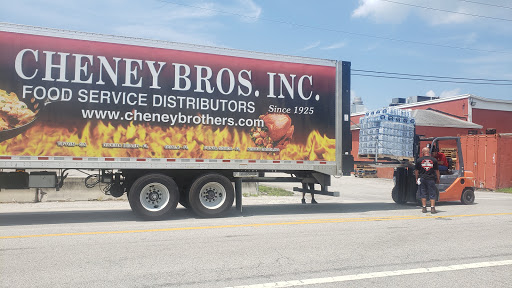 CHENEY BROS. INC.
FOOD SERVICE DISTRIBUTORS
Since 1925
www.cheneybrothers.com